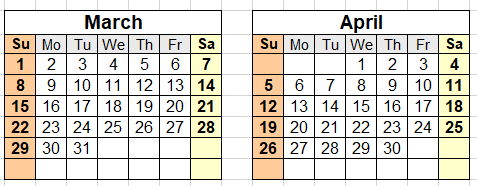 March April
Su Mo Tu We Th Fr Sa Su Mo Tu We Th Fr Sa
1 2 3 4 5 6 7 1 2 3 4
8 9 10 11 12 13 14 5 6 7 8 9 10 11
15 16 17 18 19 20 21 12 13 14 15 16 17 18
22 23 24 25 26 27 28 19 20 21 22 23 24 25
29 30 31 26 27 28 29 30